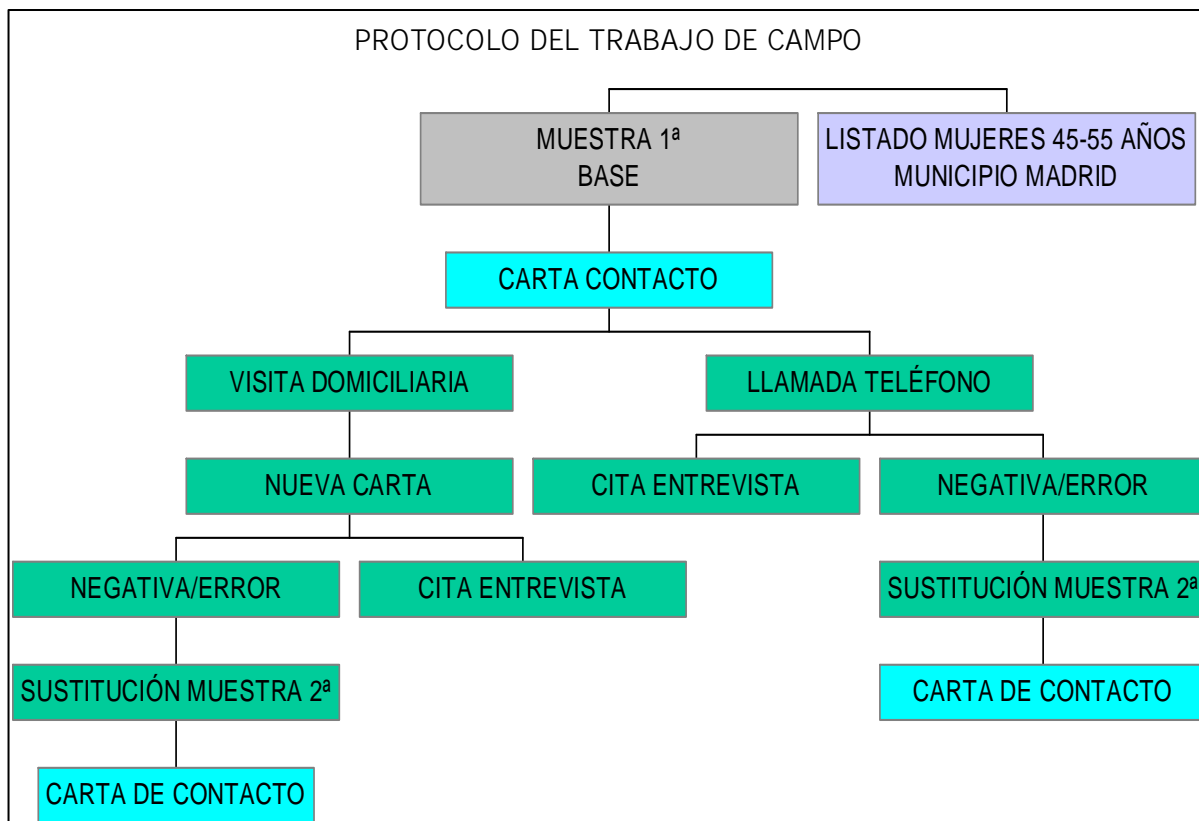 PROTOCOLO DEL TRABAJO DE CAMPO
MUESTRA 1ª
BASE
LISTADO MUJERES 45-55 AÑOS
MUNICIPIO MADRID
CARTA CONTACTO
VISITA DOMICILIARIA
LLAMADA TELÉFONO
NUEVA CARTA
CITA ENTREVISTA
NEGATIVA/ERROR
NEGATIVA/ERROR
CITA ENTREVISTA
SUSTITUCIÓN MUESTRA 2ª
SUSTITUCIÓN MUESTRA 2ª
CARTA DE CONTACTO
CARTA DE CONTACTO